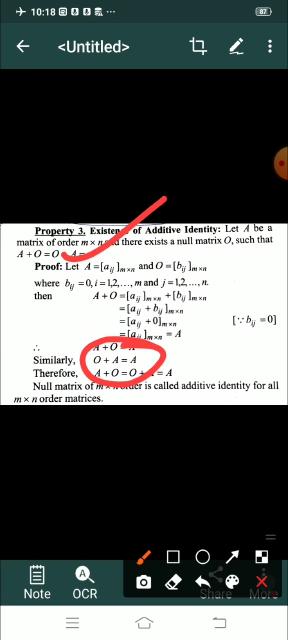 10:18
87
<Untitled>
Property 3. Existence of Additive Identity: Let A be a
matrix of order m × n and there exists a null matrix O, such that
A + O = O + A = A
Proof: Let A = [aij]m×n and O = [bij]m×n
where bij = 0, i = 1,2,..., m and j = 1,2,..., n.
then A + O = [aij]m×n + [bij]m×n
= [aij + bij]m×n
= [aij + 0]m×n [∵ bij = 0]
= [aij]m×n = A
∴ A + O = A
Similarly, O + A = A
Therefore, A + O = O + A = A
Null matrix of m × n order is called additive identity for all
m × n order matrices.
Note
OCR
Share
More